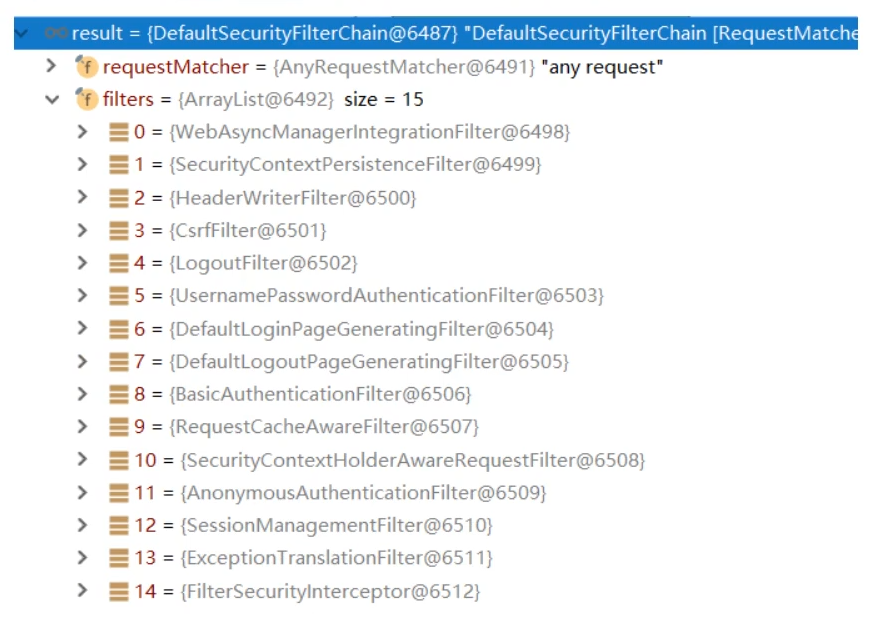 result = {DefaultSecurityFilterChain@6487} "DefaultSecurityFilterChain [RequestMatche
requestMatcher = {AnyRequestMatcher@6491} "any request"
filters = {ArrayList@6492} size = 15
0 = {WebAsyncManagerIntegrationFilter@6498}
1 = {SecurityContextPersistenceFilter@6499}
2 = {HeaderWriterFilter@6500}
3 = {CsrfFilter@6501}
4 = {LogoutFilter@6502}
5 = {UsernamePasswordAuthenticationFilter@6503}
6 = {DefaultLoginPageGeneratingFilter@6504}
7 = {DefaultLogoutPageGeneratingFilter@6505}
8 = {BasicAuthenticationFilter@6506}
9 = {RequestCacheAwareFilter@6507}
10 = {SecurityContextHolderAwareRequestFilter@6508}
11 = {AnonymousAuthenticationFilter@6509}
12 = {SessionManagementFilter@6510}
13 = {ExceptionTranslationFilter@6511}
14 = {FilterSecurityInterceptor@6512}